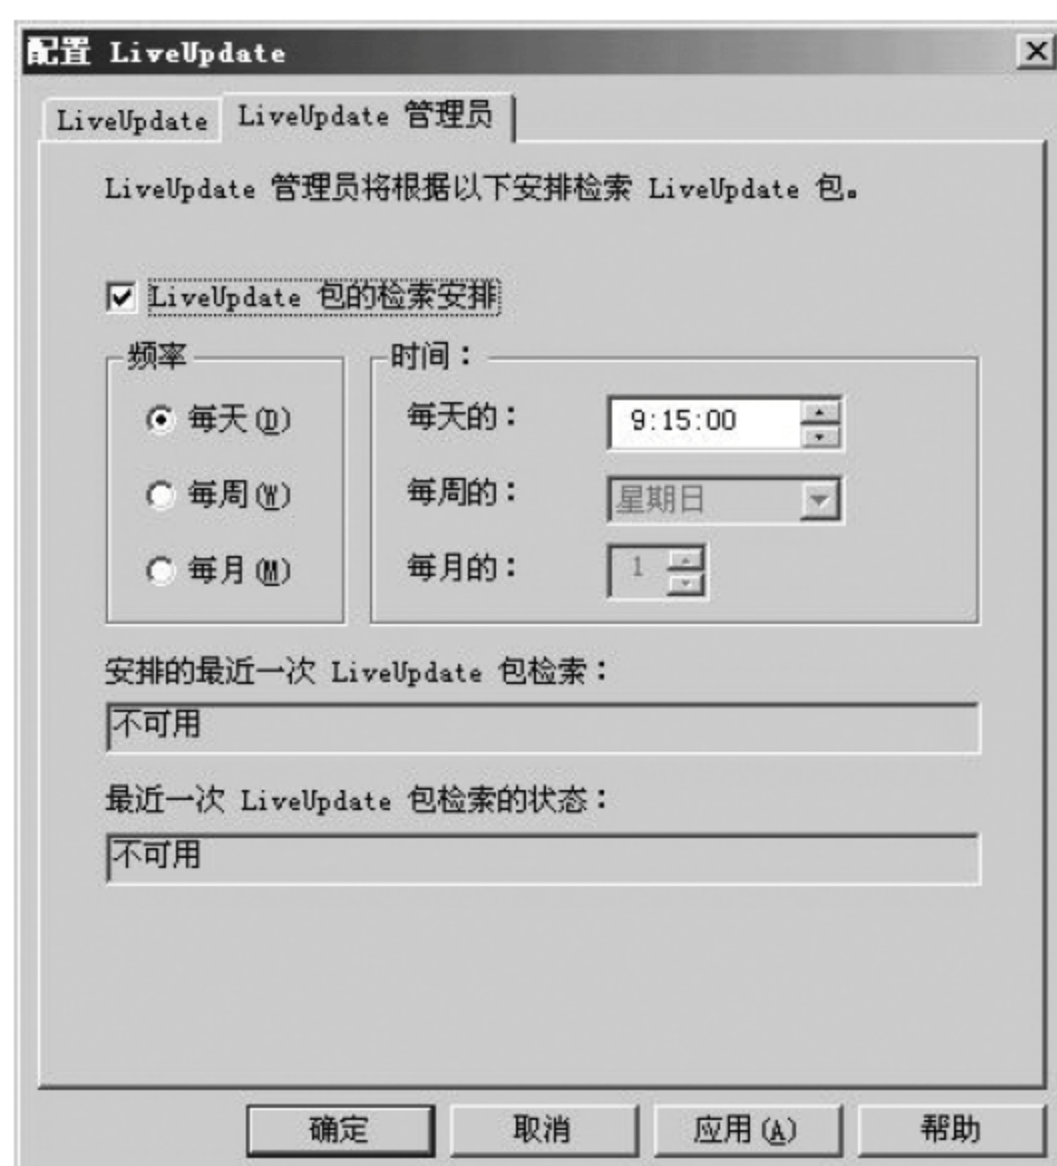 配置 LiveUpdate
LiveUpdate
LiveUpdate 管理员
LiveUpdate 管理员将根据以下安排检索 LiveUpdate 包。
LiveUpdate 包的检索安排
频率
每天(D)
每周(W)
每月(M)
时间：
每天的：
9:15:00
每周的：
星期日
每月的：
1
安排的最近一次 LiveUpdate 包检索：
不可用
最近一次 LiveUpdate 包检索的状态：
不可用
确定
取消
应用(A)
帮助